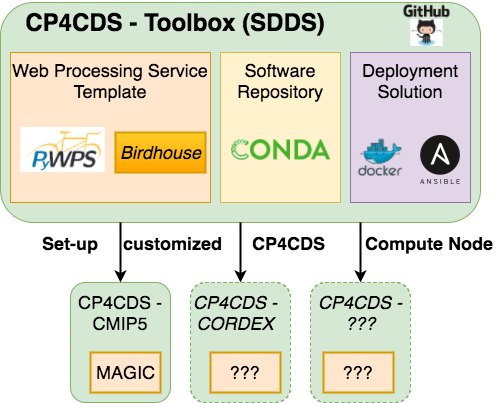 CP4CDS - Toolbox (SDDS)
GitHub
Web Processing Service
Template
PyWPS
Birdhouse
Software
Repository
CONDA
Deployment
Solution
docker
A
ANSIBLE
Set-up customized CP4CDS Compute Node
CP4CDS -
CMIP5
MAGIC
CP4CDS -
CORDEX
???
CP4CDS -
???
???